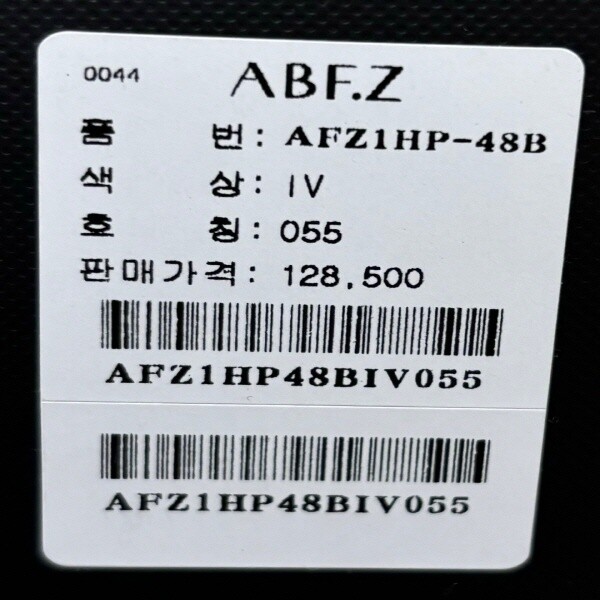 0044 ABF.Z
품 번: AFZ1HP-48B
색 상: IV
호 칭: 055
판매가격: 128,500
AFZ1HP48BIV055
AFZ1HP48BIV055